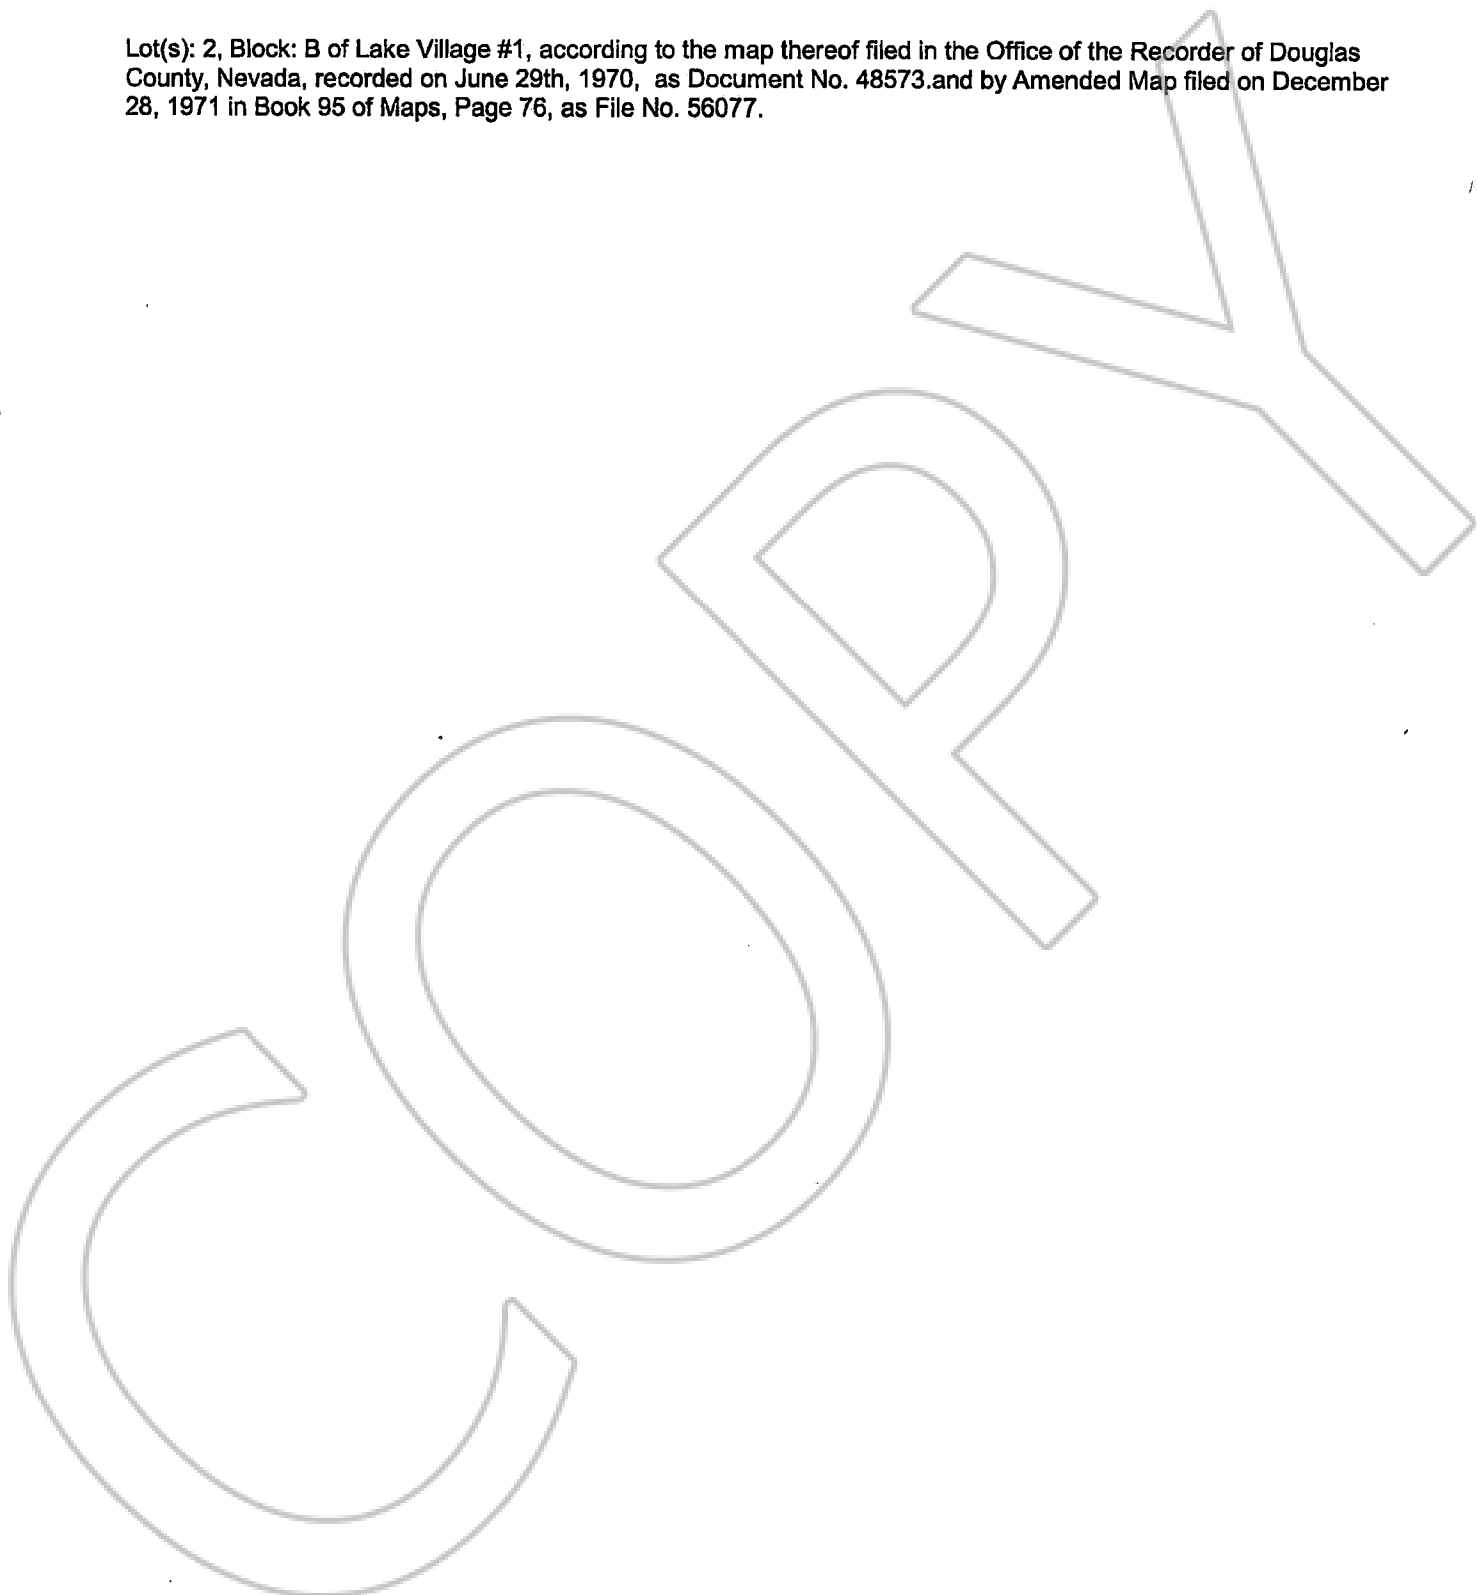 Lot(s): 2, Block: B of Lake Village #1, according to the map thereof filed in the Office of the Recorder of Douglas
County, Nevada, recorded on June 29th, 1970, as Document No. 48573.and by Amended Map filed on December
28, 1971 in Book 95 of Maps, Page 76, as File No. 56077.
COPY